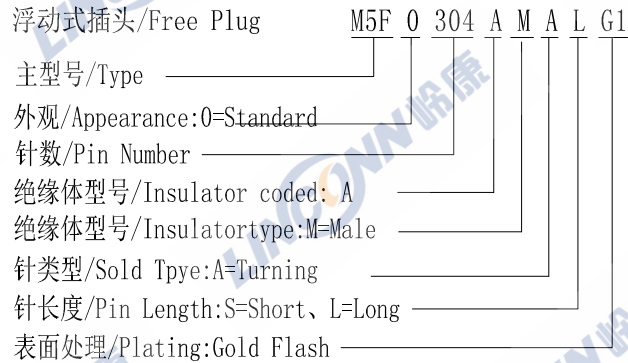 浮动式插头/Free Plug M5F 0 304 A M A L G1
主型号/Type
外观/Appearance:0=Standard
针数/Pin Number
绝缘体型号/Insulator coded: A
绝缘体型号/Insulatortype:M=Male
针类型/Sold Tpye:A=Turning
针长度/Pin Length:S=Short、L=Long
表面处理/Plating:Gold Flash
LINCONN 岭康